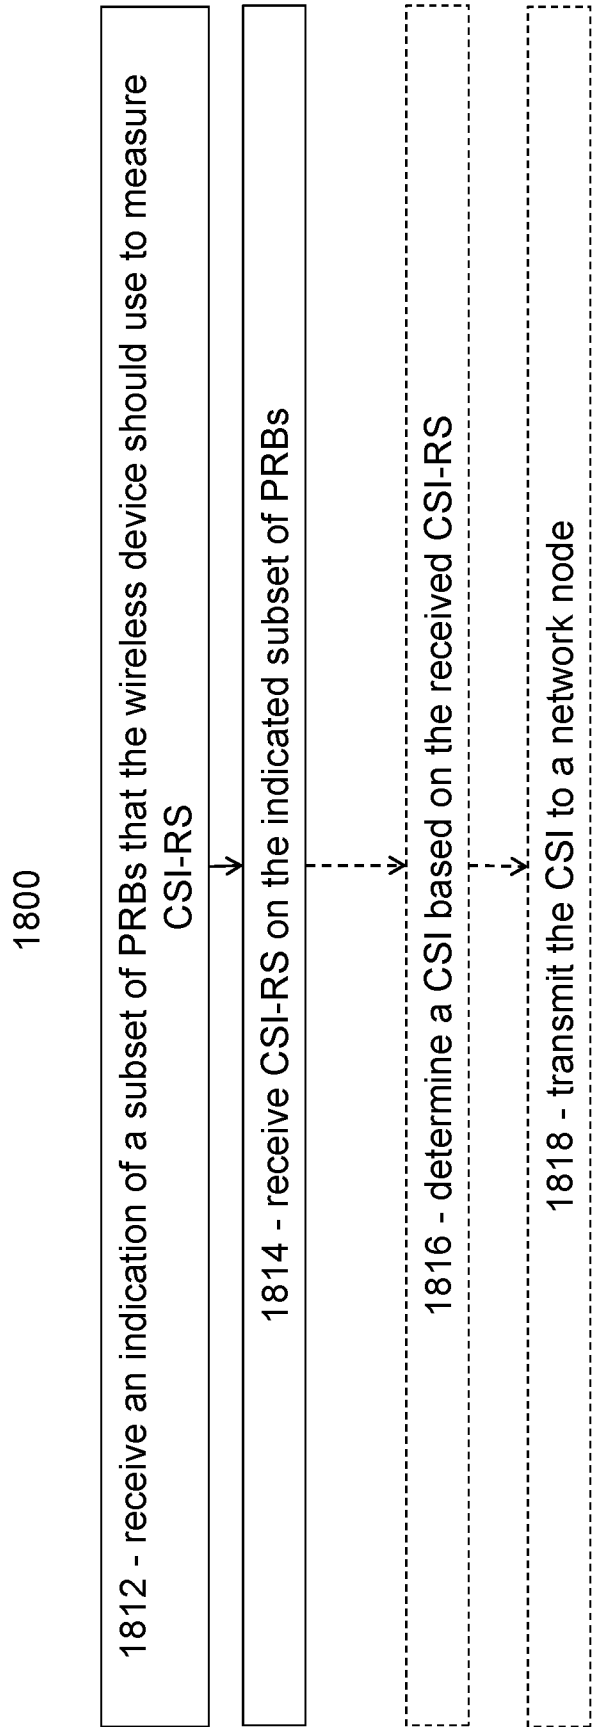 1800
1812 - receive an indication of a subset of PRBs that the wireless device should use to measure
CSI-RS
1814 - receive CSI-RS on the indicated subset of PRBs
1816 - determine a CSI based on the received CSI-RS
1818 - transmit the CSI to a network node